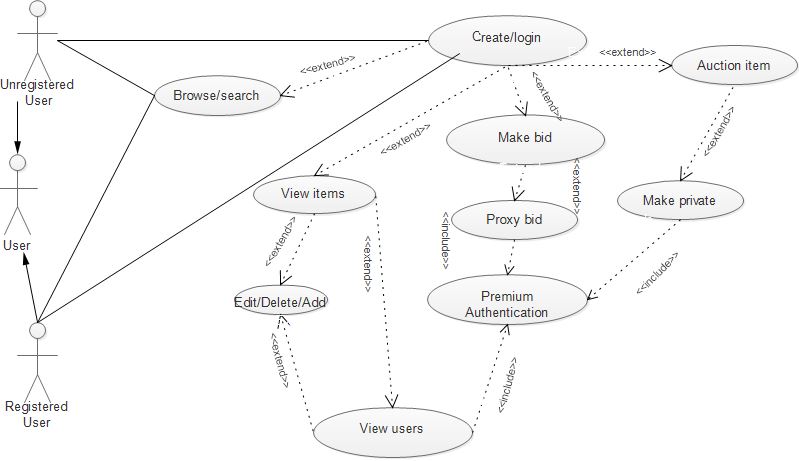 Create/login
<<extend>>
Auction item
Unregistered
User
<<extend>>
Browse/search
<<extend>>
<<extend>>
<<extend>>
Make bid
<<extend>>
View items
Make private
Proxy bid
User
<<extend>>
<<extend>>
<<include>>
<<include>>
Edit/Delete/Add
Premium
Authentication
<<extend>>
<<include>>
Registered
User
View users